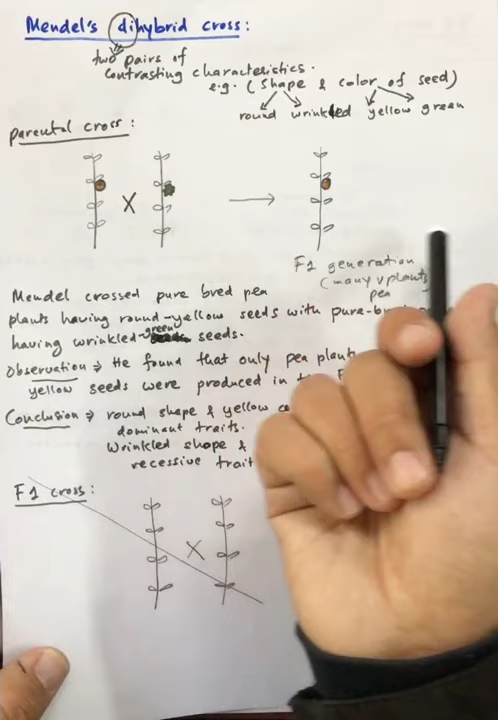 Mendel's dihybrid cross:
two pairs of
contrasting characteristics.
e.g. (shape & color of seed)
round wrinkled yellow green
parental cross:
X
F1 generation
(many plants
pea
Mendel crossed pure bred pea
plants having round-yellow seeds with pure-br
having wrinkled-green seeds.
Observation → He found that only pea plant
yellow seeds were produced in
Conclusion → round shape & yellow
dominant traits.
Wrinkled shape &
recessive trait
F1 cross:
X